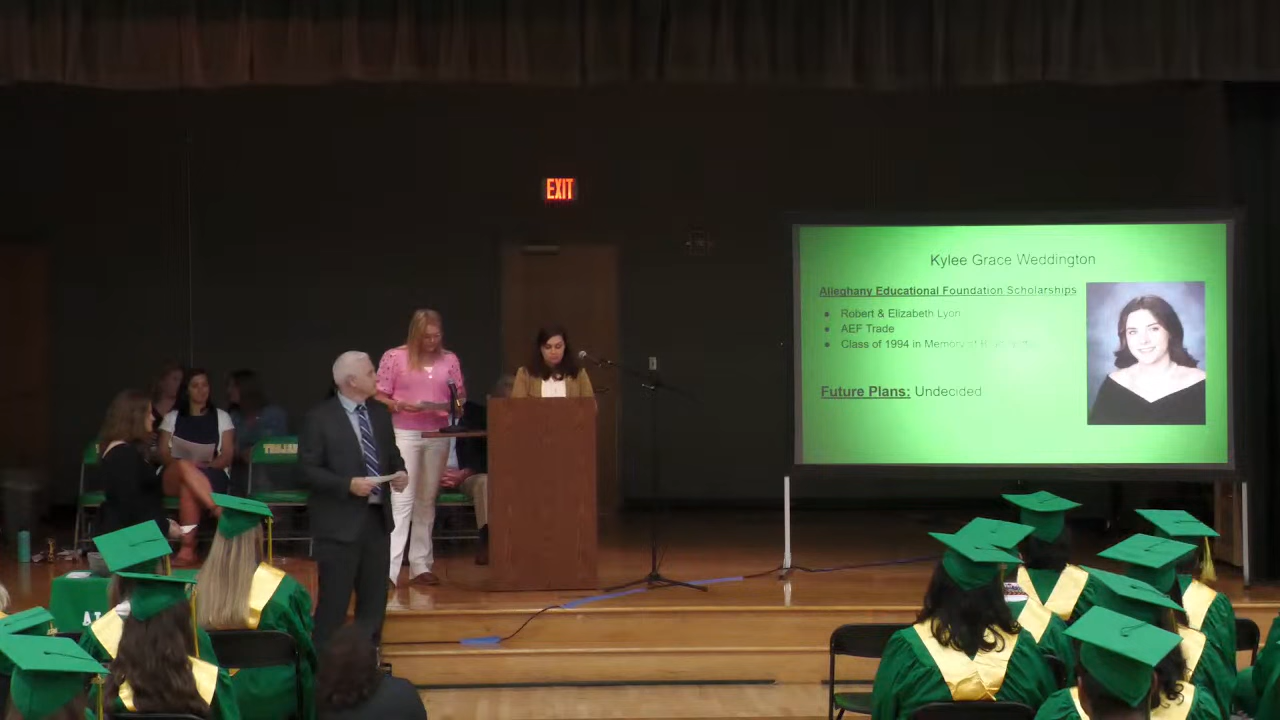 EXIT
Kylee Grace Weddington
Alleghany Educational Foundation Scholarships
Robert & Elizabeth Lyon
AEF Trade
Class of 1994 in Memory of
Future Plans: Undecided